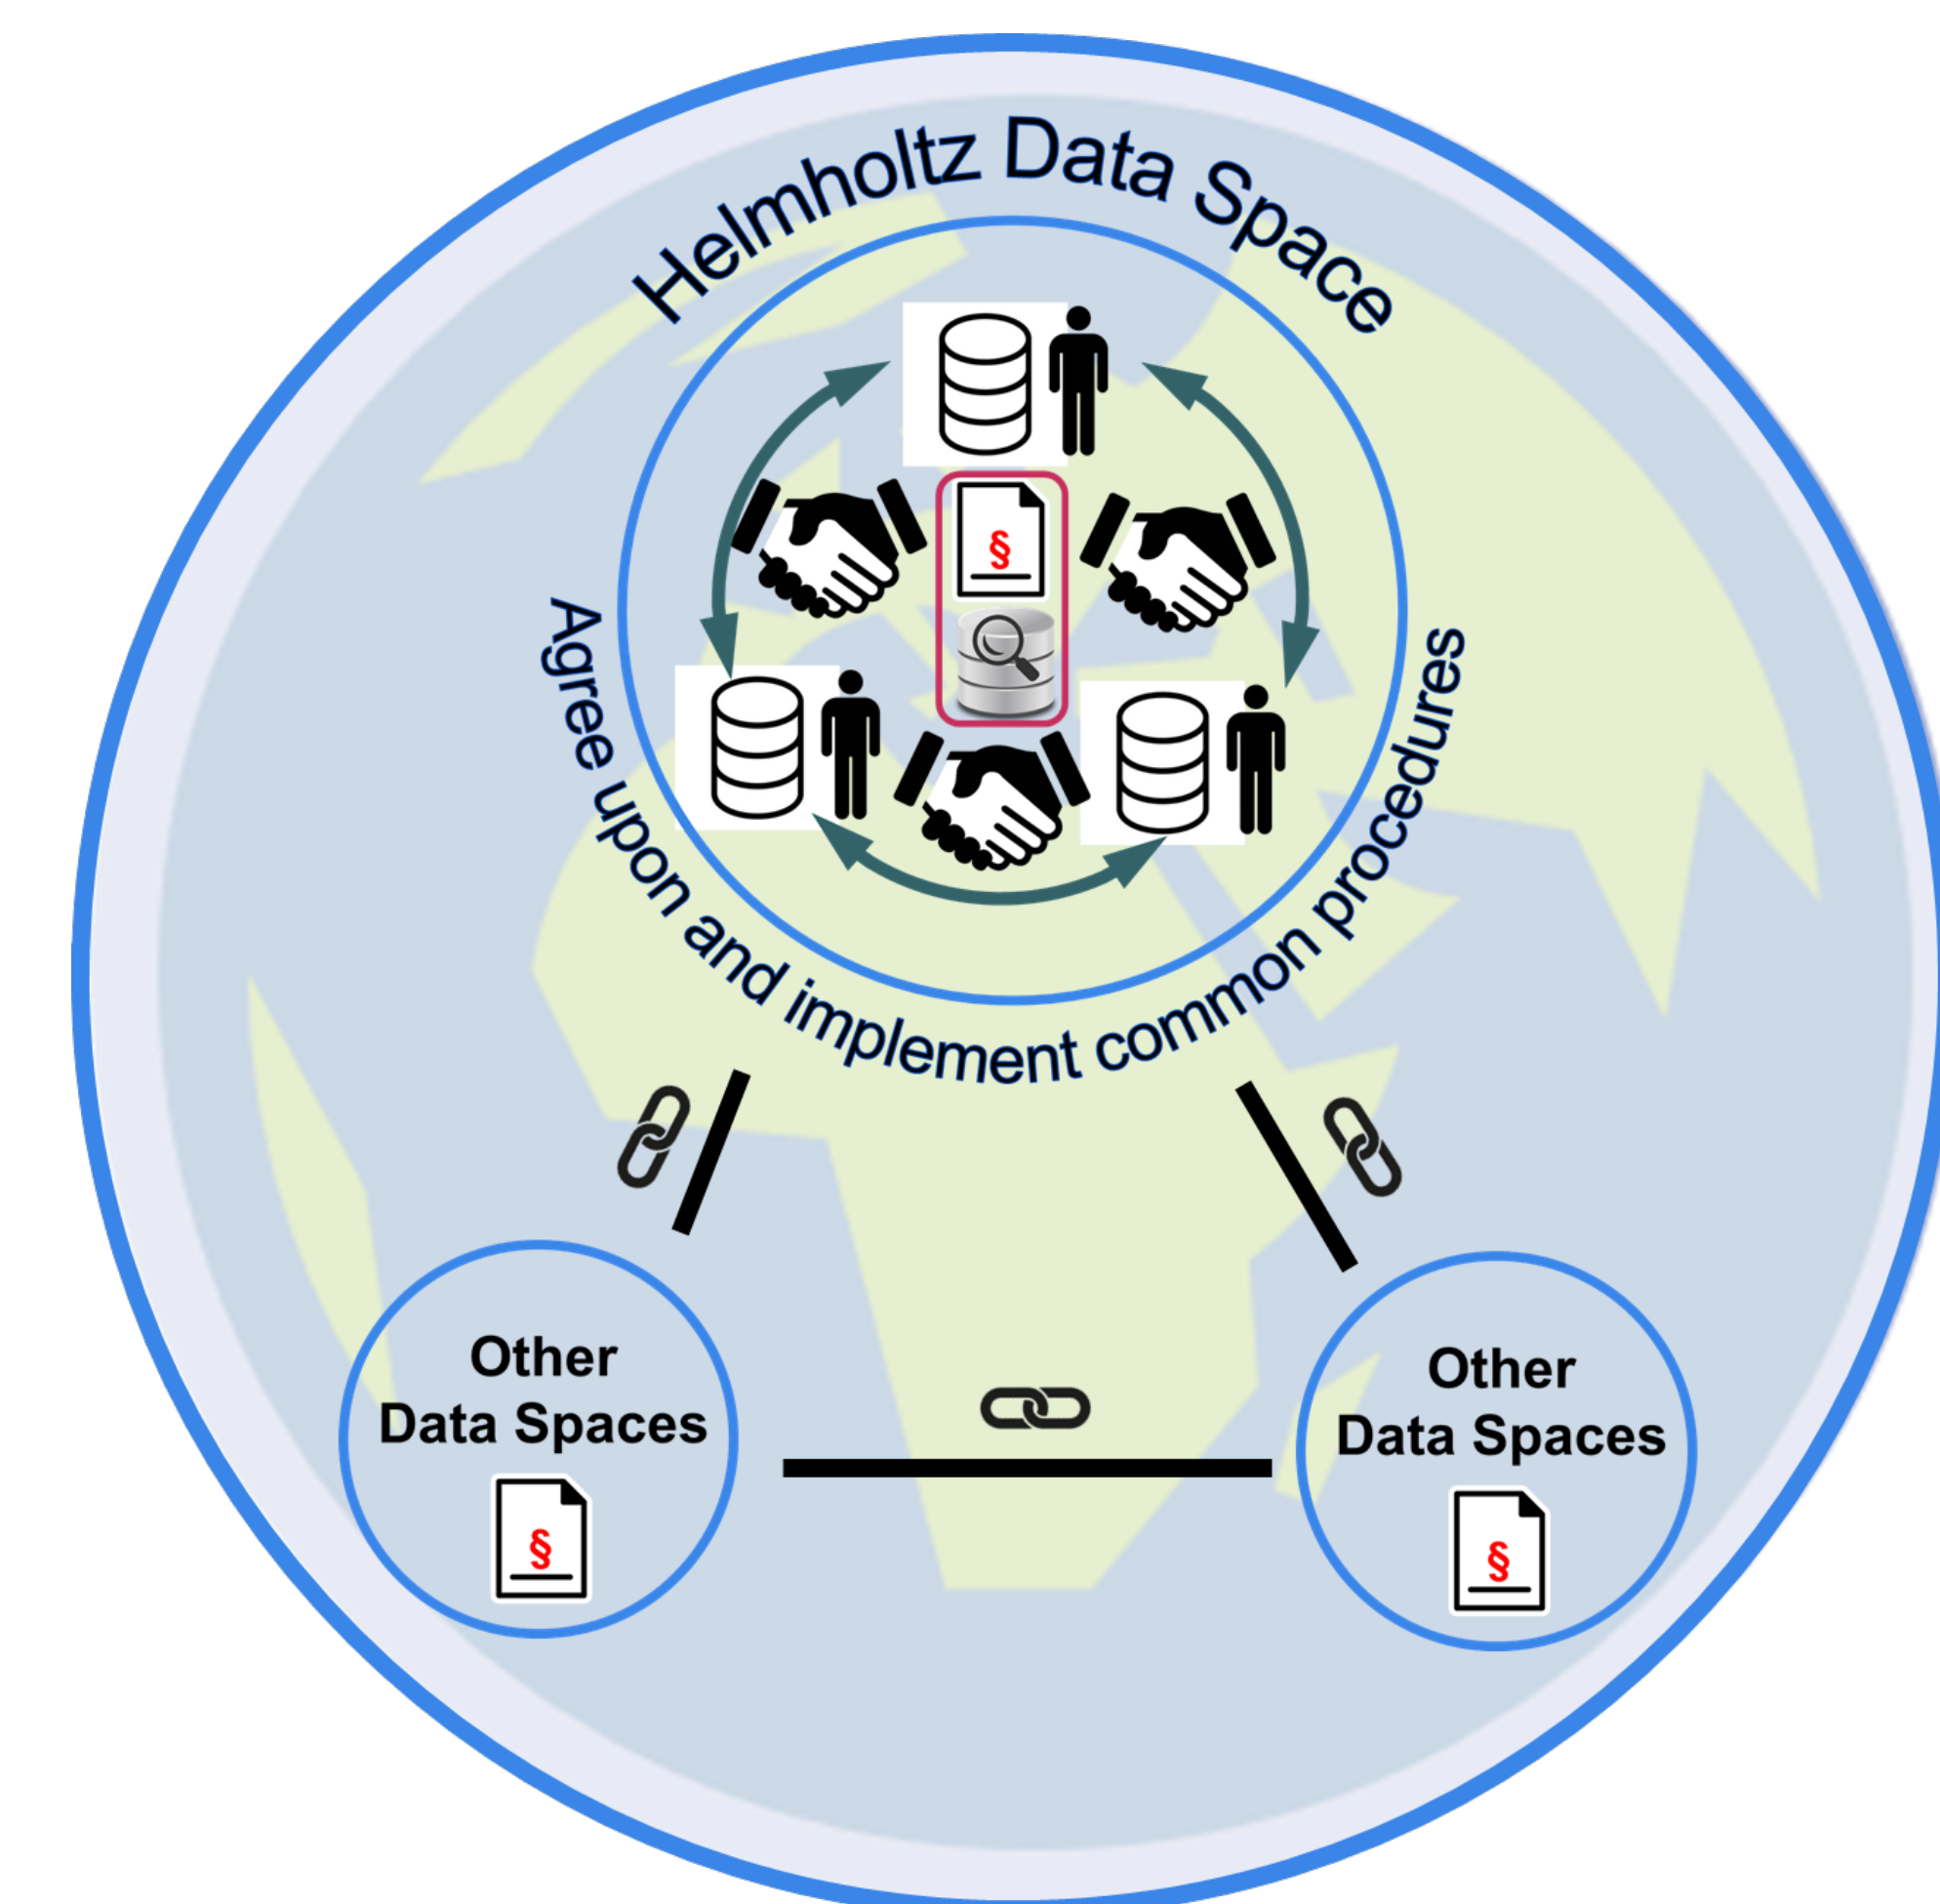 Helmholtz Data Space
§
Agree upon and implement common procedures
Other
Data Spaces
§
Other
Data Spaces
§